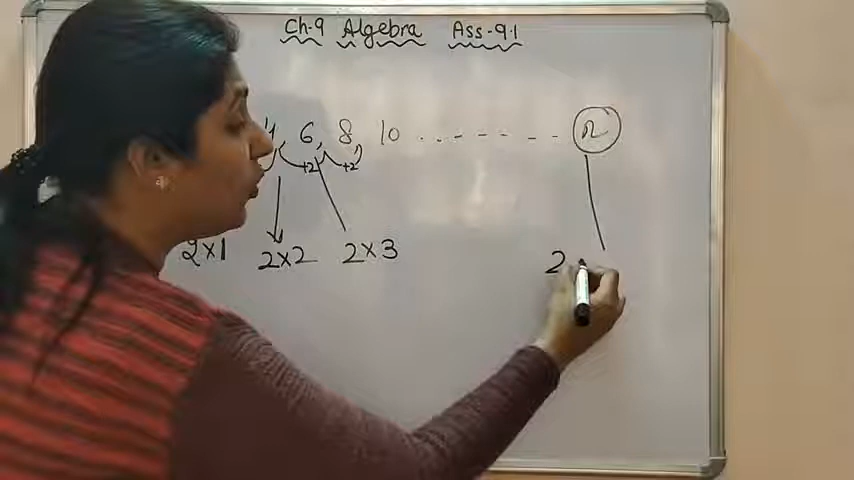 Ch-9 Algebra Ass-9.1
4, 6, 8, 10 ............ n
+2 +2
2×1 2×2 2×3 2